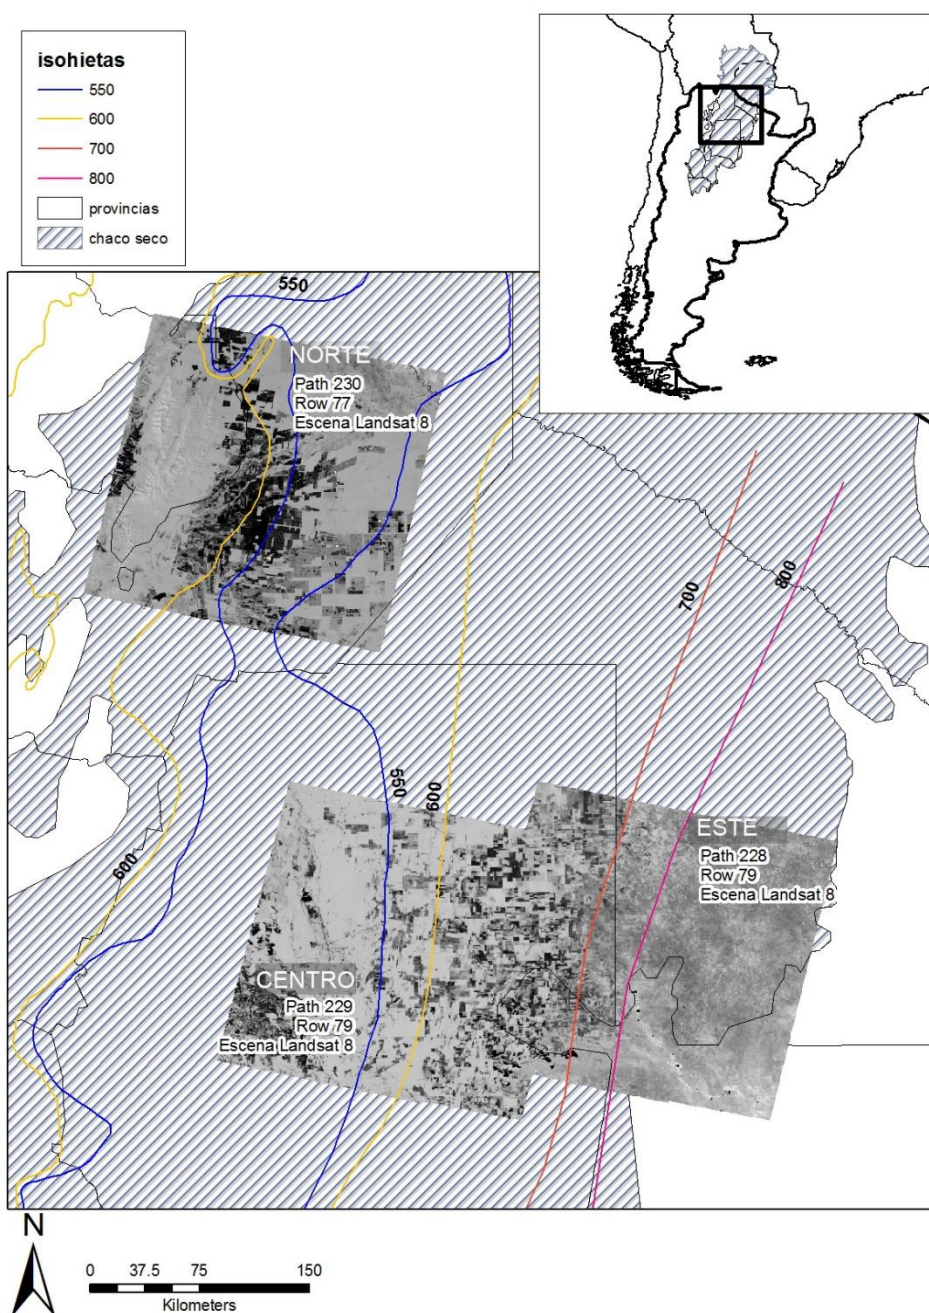 isohietas
550
600
700
800
provincias
chaco seco
550
NORTE
Path 230
Row 77
Escena Landsat 8
700
800
550
600
600
ESTE
Path 228
Row 79
Escena Landsat 8
CENTRO
Path 229
Row 79
Escena Landsat 8
N
0 37.5 75 150
Kilometers